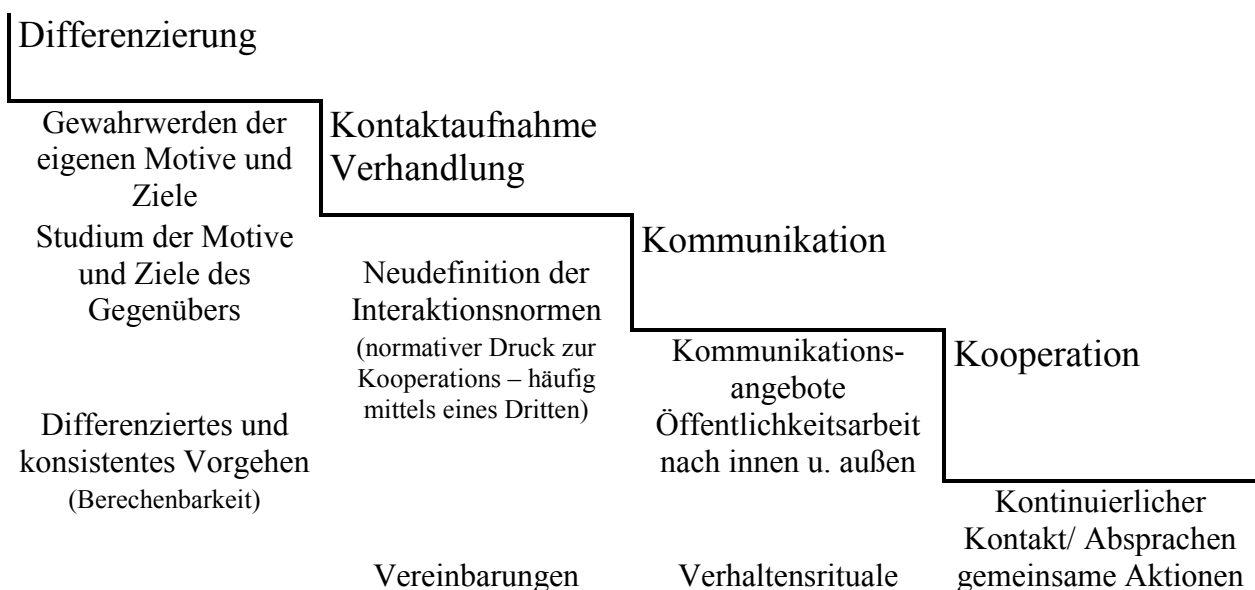 Differenzierung
Gewahrwerden der
eigenen Motive und
Ziele
Studium der Motive
und Ziele des
Gegenübers
Differenziertes und
konsistentes Vorgehen
(Berechenbarkeit)
Kontaktaufnahme
Verhandlung
Neudefinition der
Interaktionsnormen
(normativer Druck zur
Kooperations – häufig
mittels eines Dritten)
Vereinbarungen
Kommunikation
Kommunikations-
angebote
Öffentlichkeitsarbeit
nach innen u. außen
Verhaltensrituale
Kooperation
Kontinuierlicher
Kontakt/ Absprachen
gemeinsame Aktionen